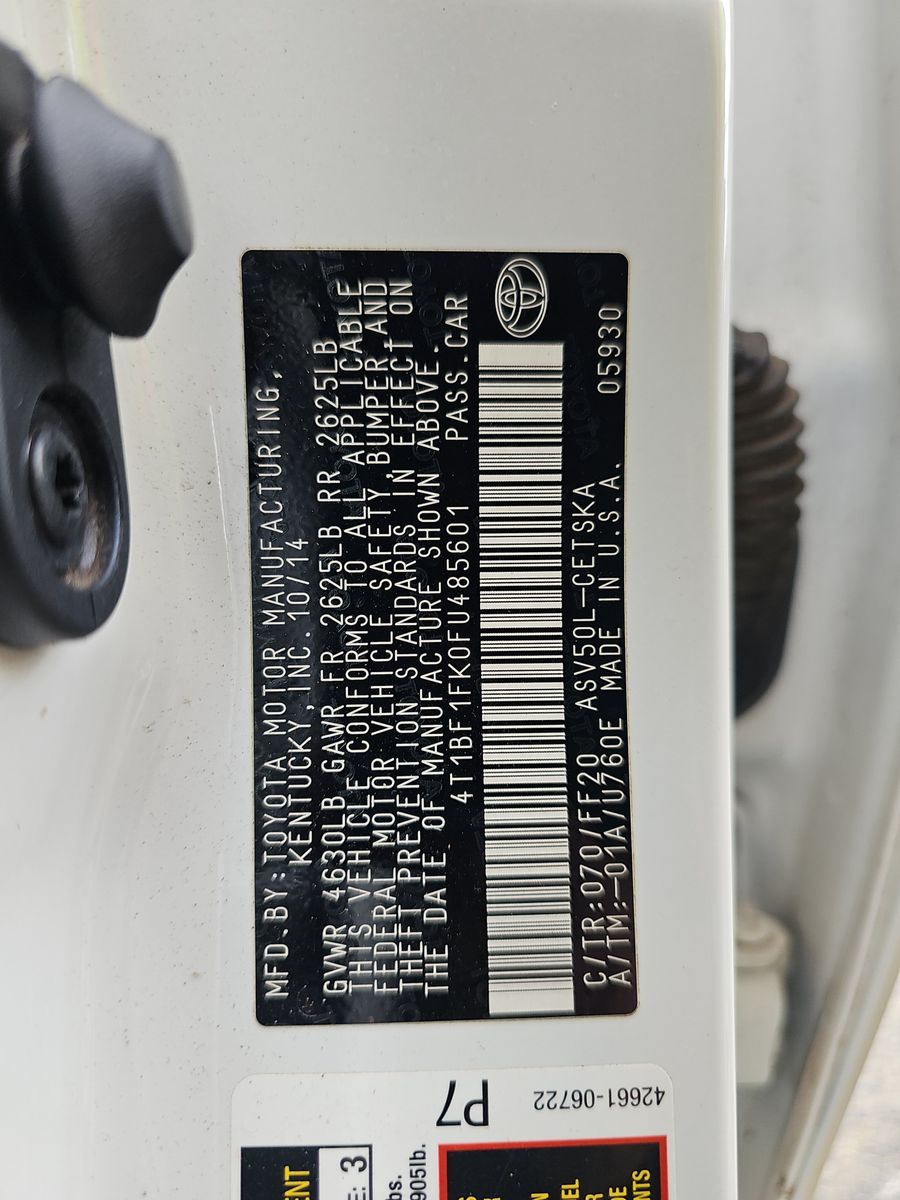 MFD.BY:TOYOTA MOTOR MANUFACTURING,
KENTUCKY,INC. 10/14
GVWR 4630LB GAWR FR 2625LB RR 2625LB
THIS VEHICLE CONFORMS TO ALL APPLICABLE
FEDERAL MOTOR VEHICLE SAFETY, BUMPER, AND
THEFT PREVENTION STANDARDS IN EFFECT ON
THE DATE OF MANUFACTURE SHOWN ABOVE.
4T1BF1FK0FU485601 PASS.CAR
C/TR:070/FF20 ASV50L-CETSKA 05930
A/TM:-01A/U760E MADE IN U.S.A.
P7
42661-06722
3
905lb.